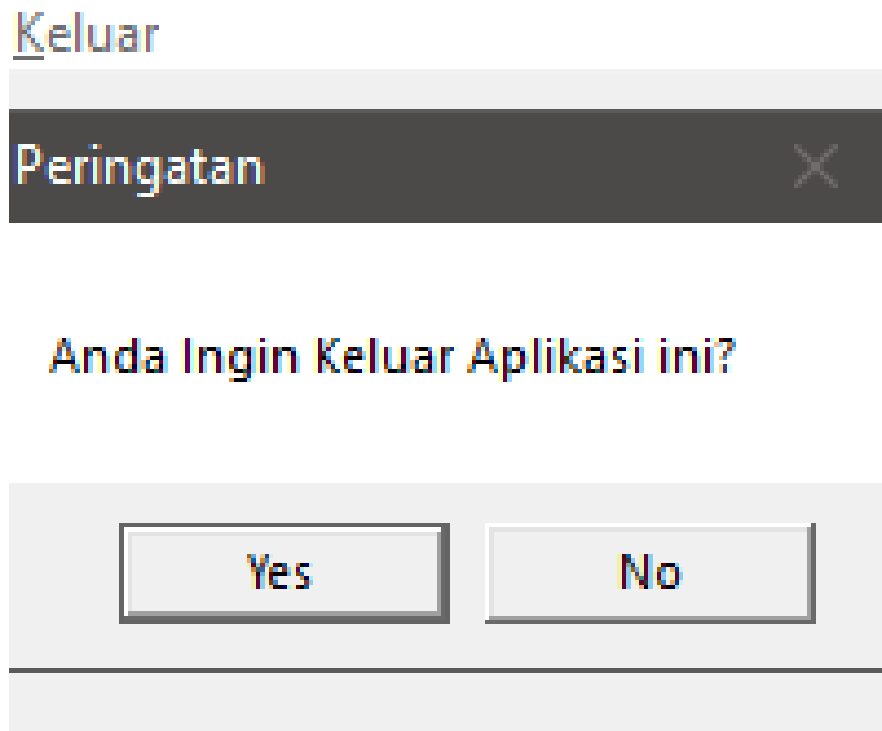 Keluar
Peringatan
Anda Ingin Keluar Aplikasi ini?
Yes
No